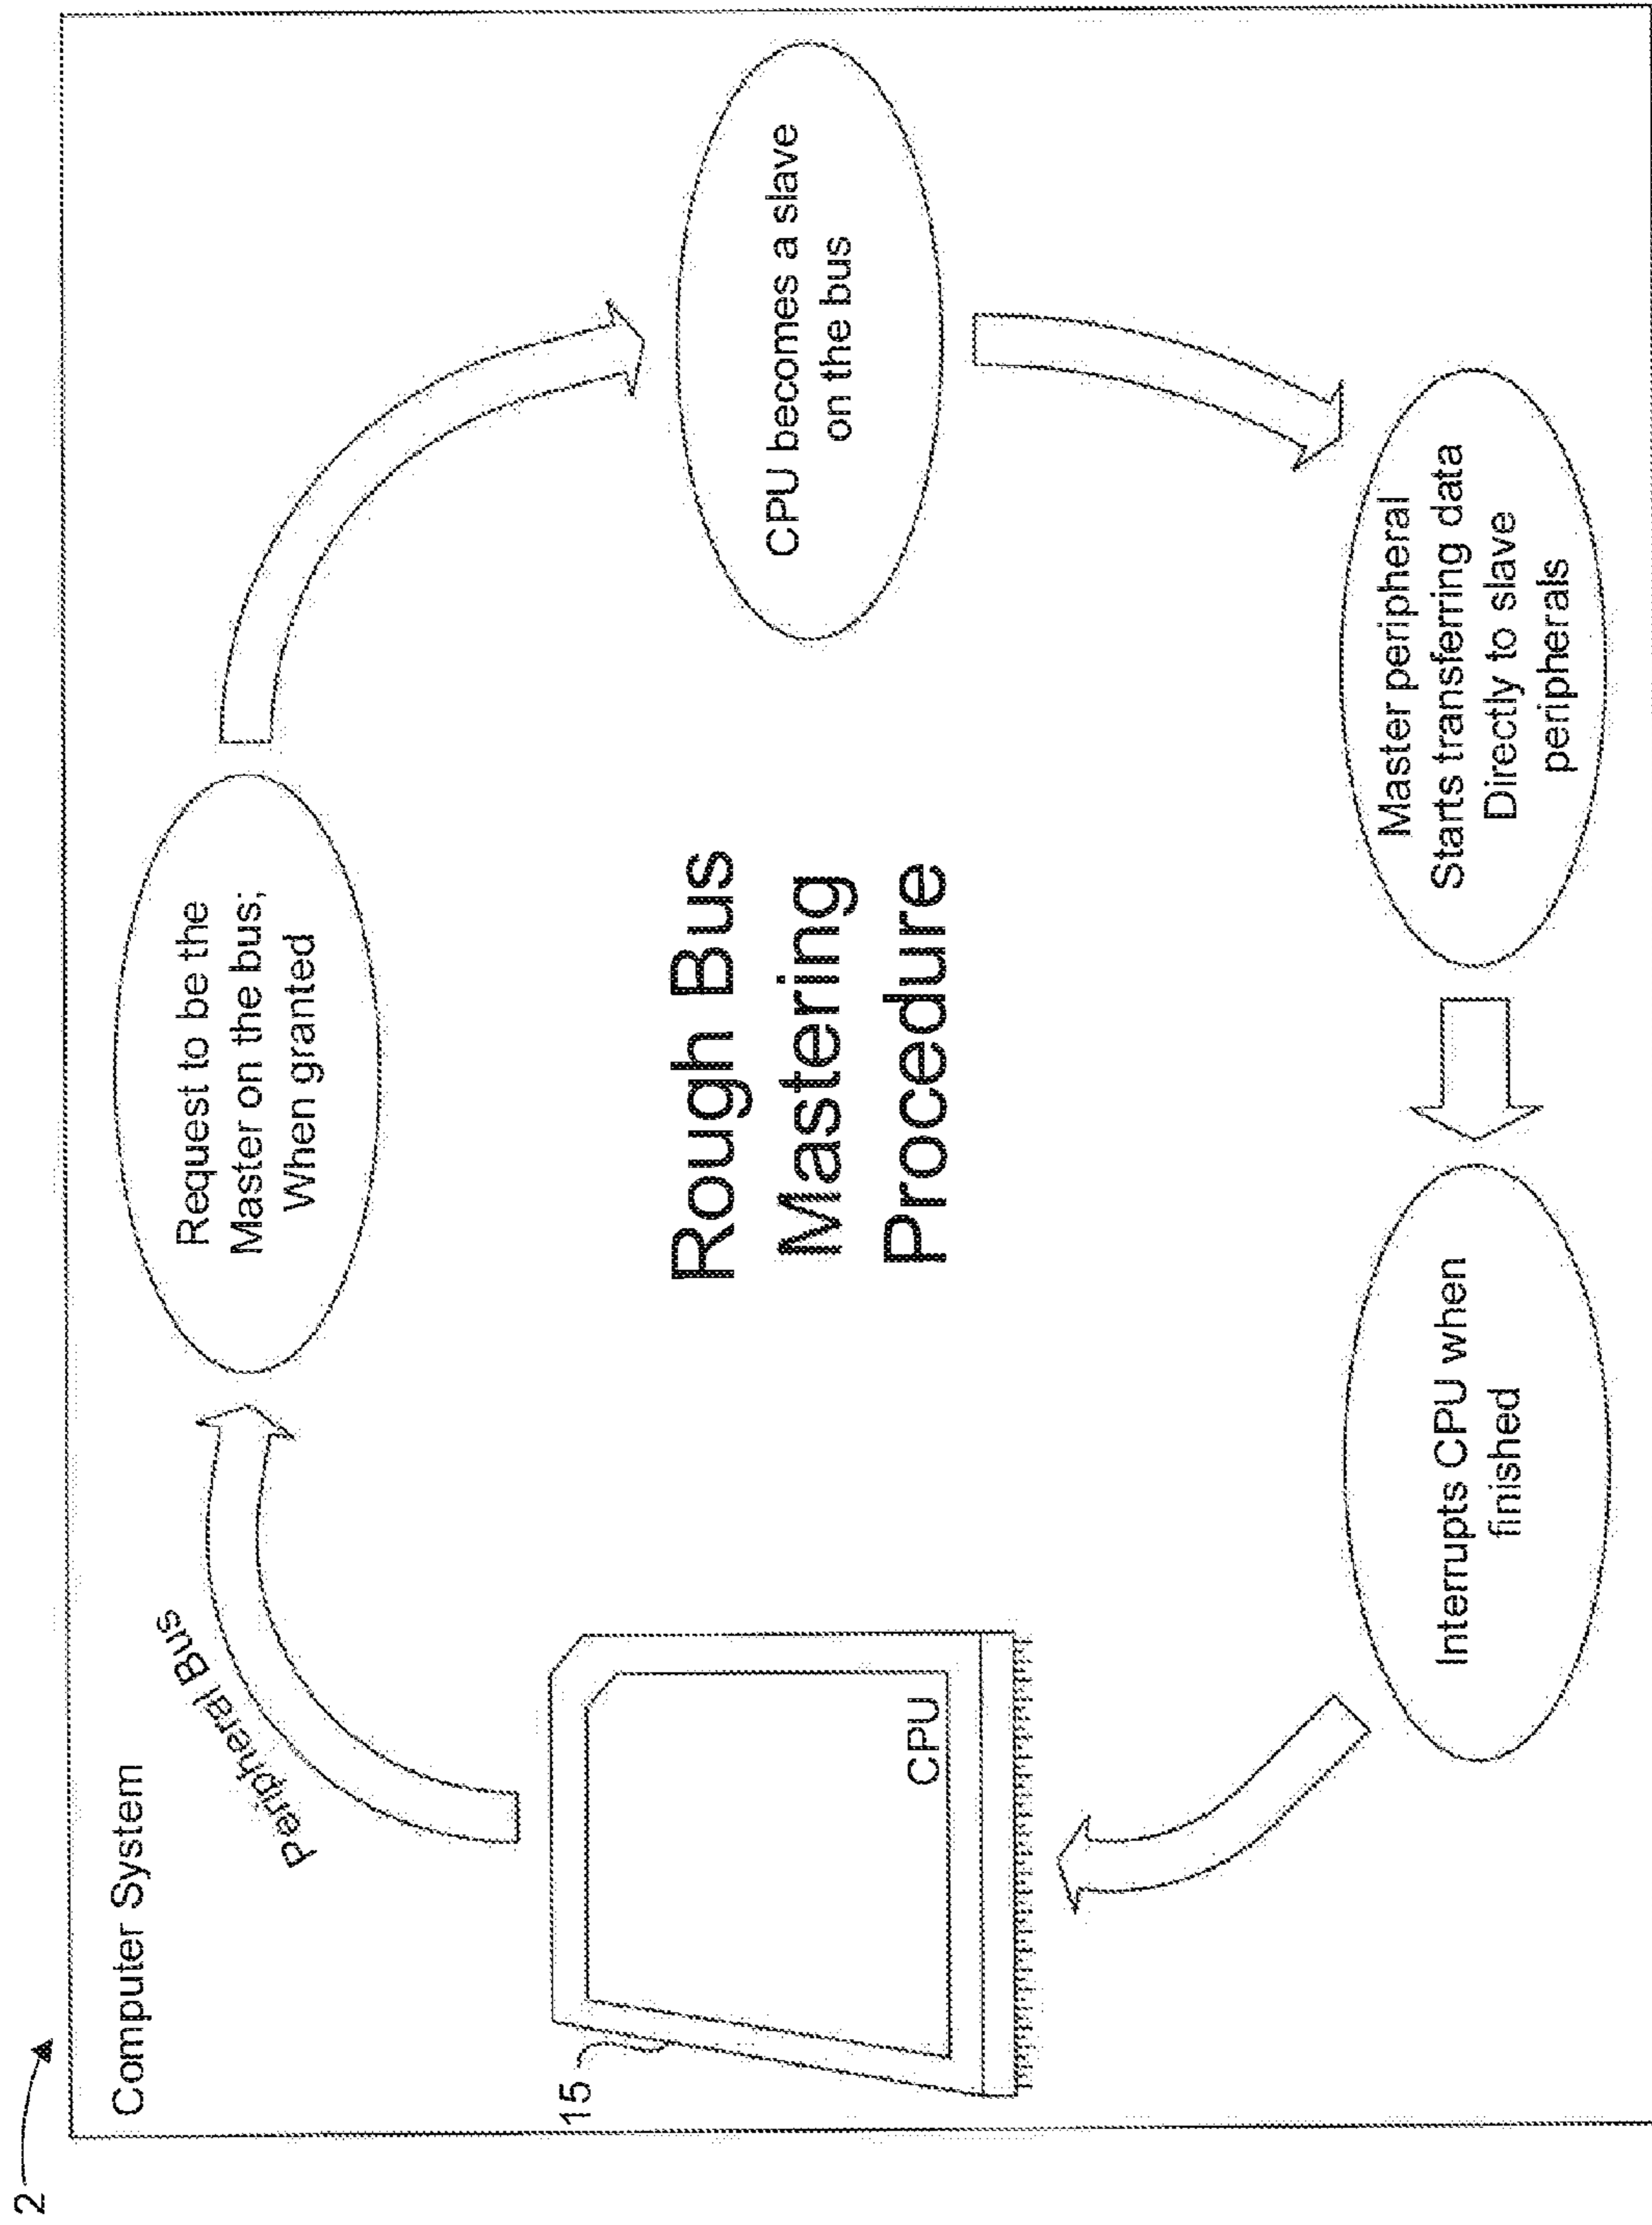 2
Computer System
Peripheral Bus
Request to be the
Master on the bus;
When granted
15
CPU
Rough Bus
Mastering
Procedure
CPU becomes a slave
on the bus
Interrupts CPU when
finished
Master peripheral
Starts transferring data
Directly to slave
peripherals